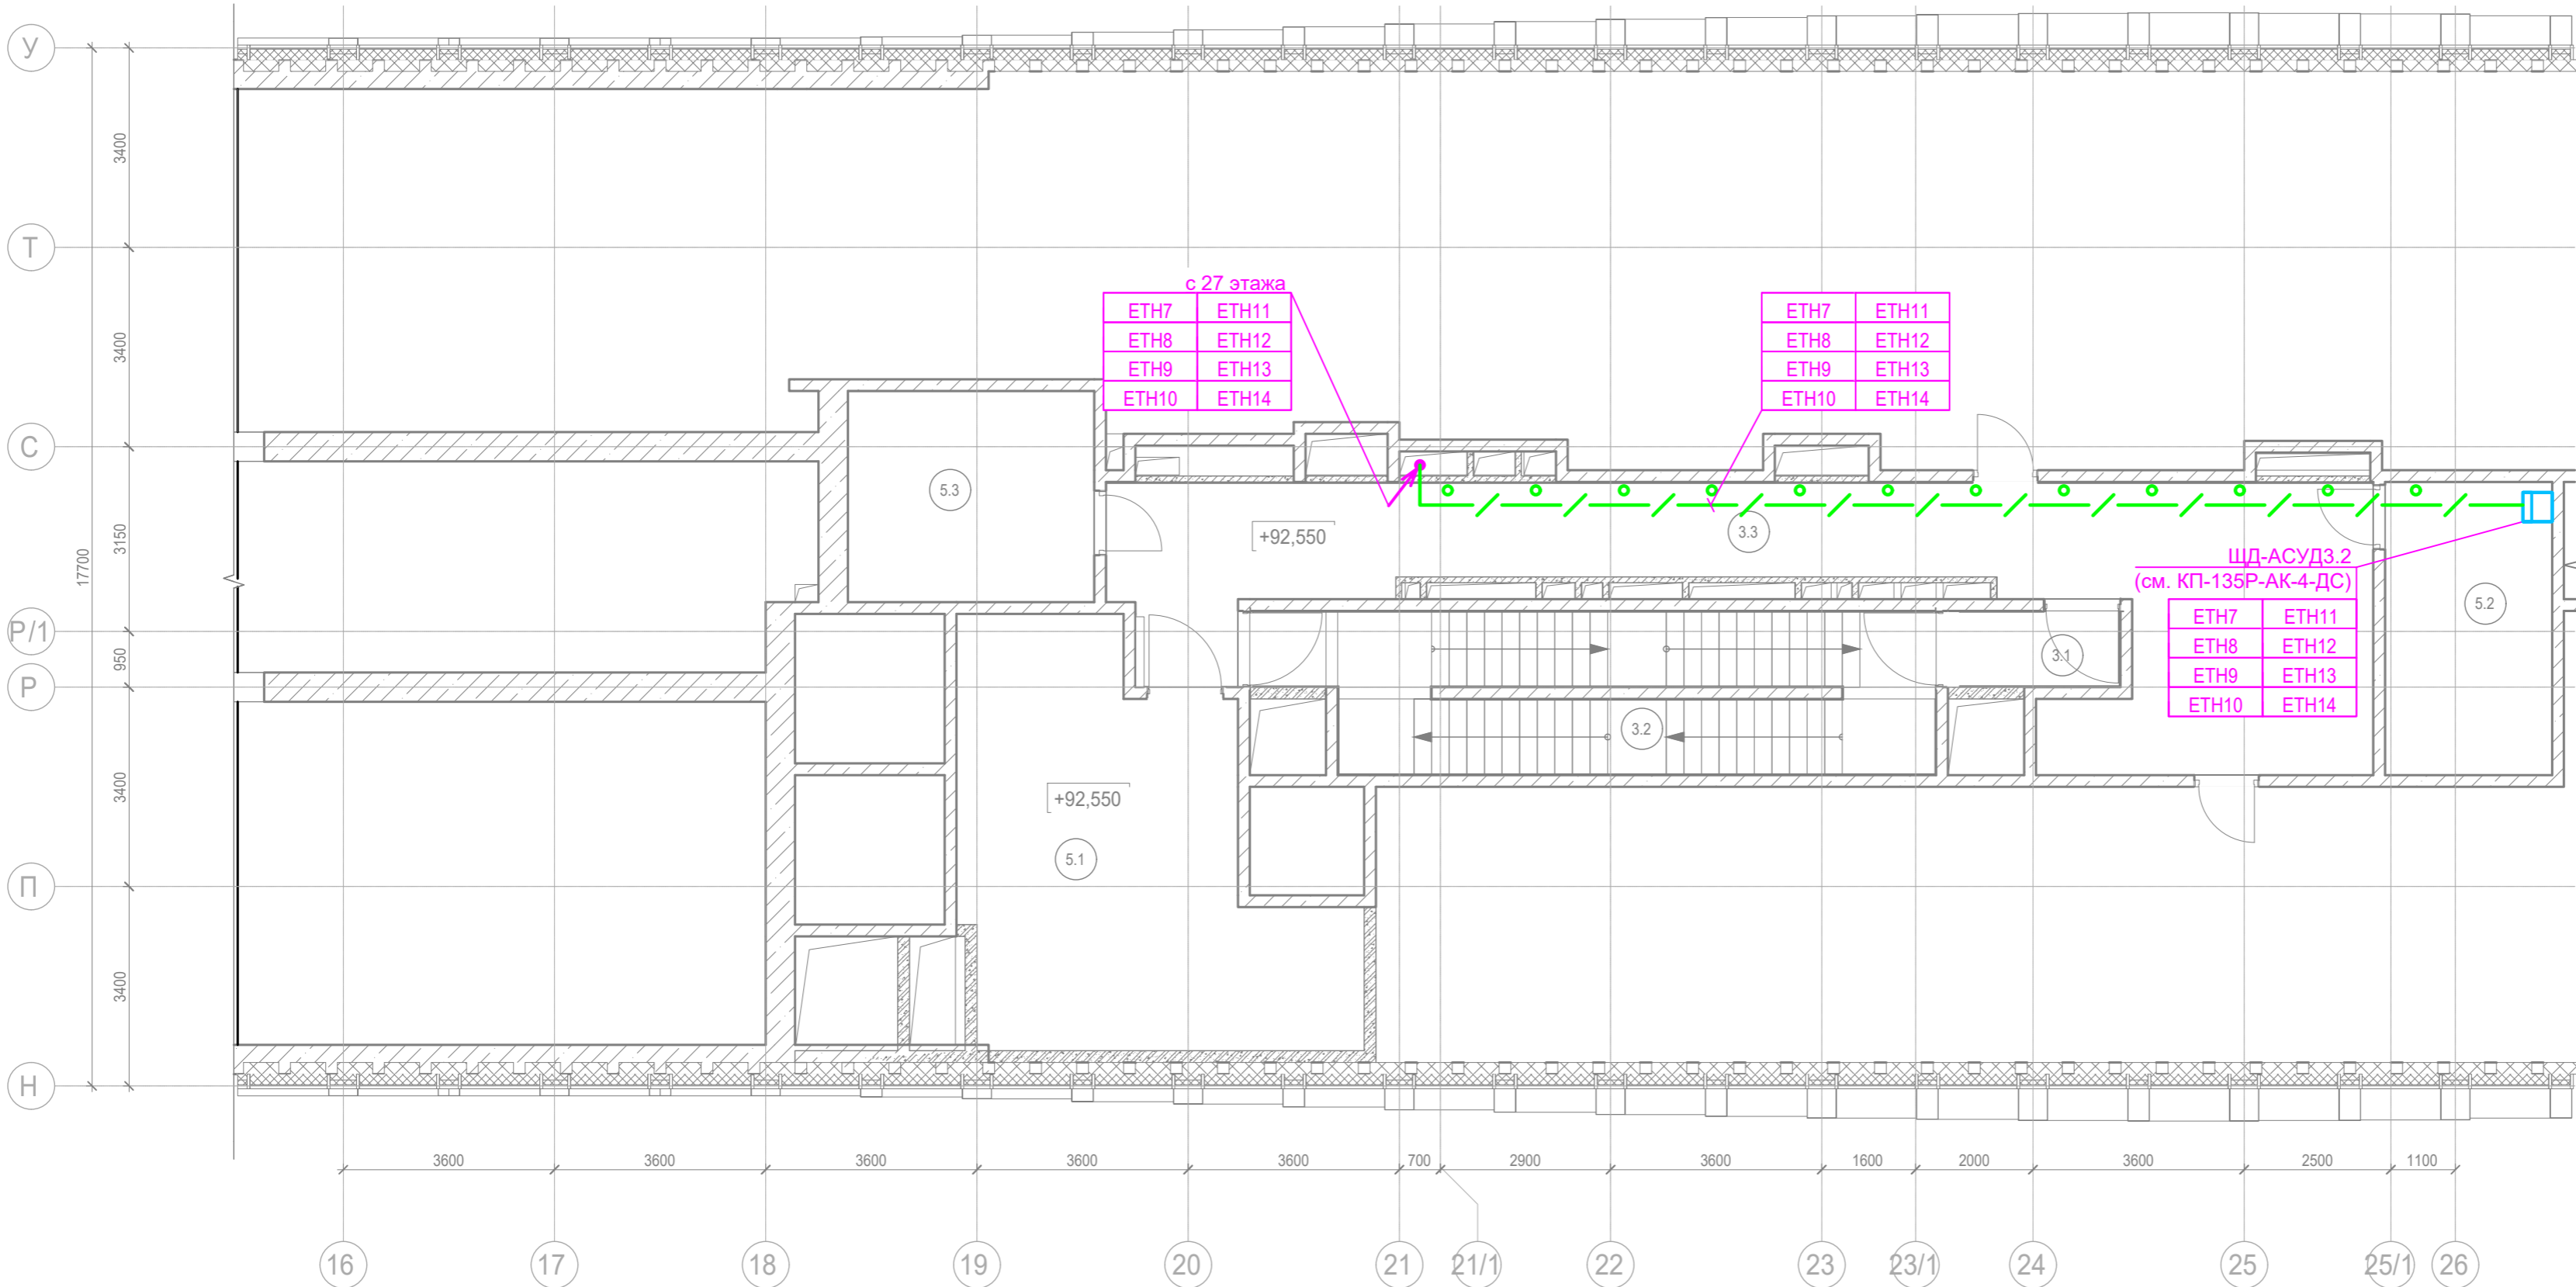 У
Т
С
Р/1
Р
П
Н
17700
3400
3400
3150
950
3400
3400
с 27 этажа
ETH7 ETH11
ETH8 ETH12
ETH9 ETH13
ETH10 ETH14
ETH7 ETH11
ETH8 ETH12
ETH9 ETH13
ETH10 ETH14
5.3
+92,550
3.3
ЩД-АСУД3.2
(см. КП-135Р-АК-4-ДС)
ETH7 ETH11
ETH8 ETH12
ETH9 ETH13
ETH10 ETH14
5.2
3.1
3.2
+92,550
5.1
3600 3600 3600 3600 3600 700 2900 3600 1600 2000 3600 2500 1100
16 17 18 19 20 21 21/1 22 23 23/1 24 25 25/1 26